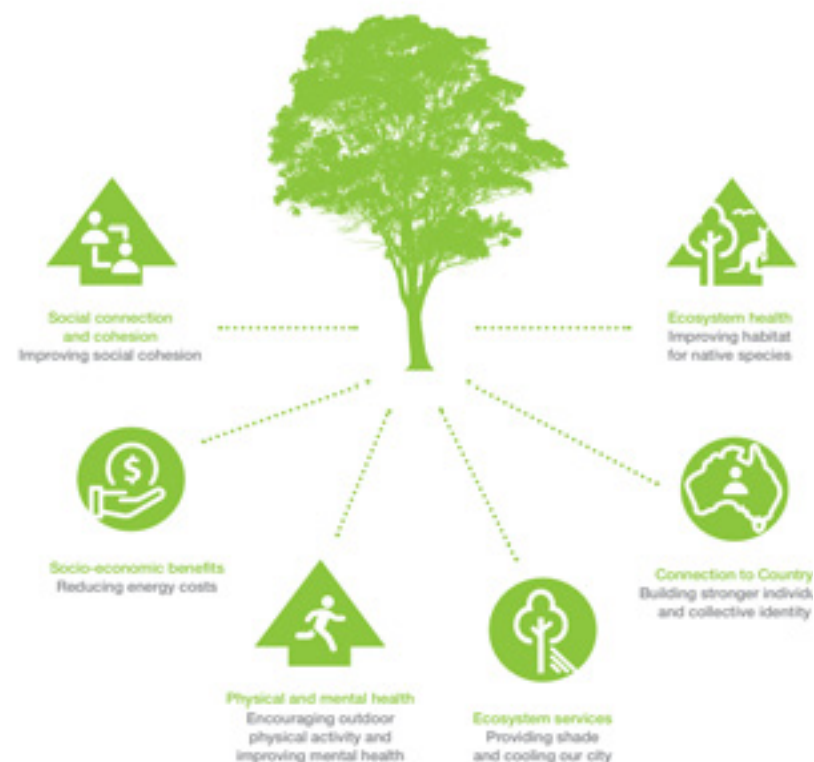 Social connection
and cohesion
Improving social cohesion
Ecosystem health
Improving habitat
for native species
$
Socio-economic benefits
Reducing energy costs
Connection to Country
Building stronger individu
and collective identity
Physical and mental health
Encouraging outdoor
physical activity and
improving mental health
Ecosystem services
Providing shade
and cooling our city